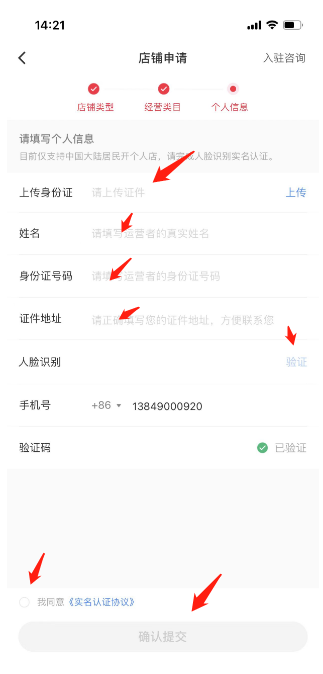 14:21
店铺申请
入驻咨询
店铺类型
经营类目
个人信息
请填写个人信息
目前仅支持中国大陆居民开个人店，请完成人脸识别实名认证。
上传身份证
请上传证件
上传
姓名
请填写运营者的真实姓名
身份证号码
请填写运营者的身份证号码
证件地址
请正确填写您的证件地址，方便联系您
人脸识别
验证
手机号
+86
13849000920
验证码
已验证
我同意《实名认证协议》
确认提交